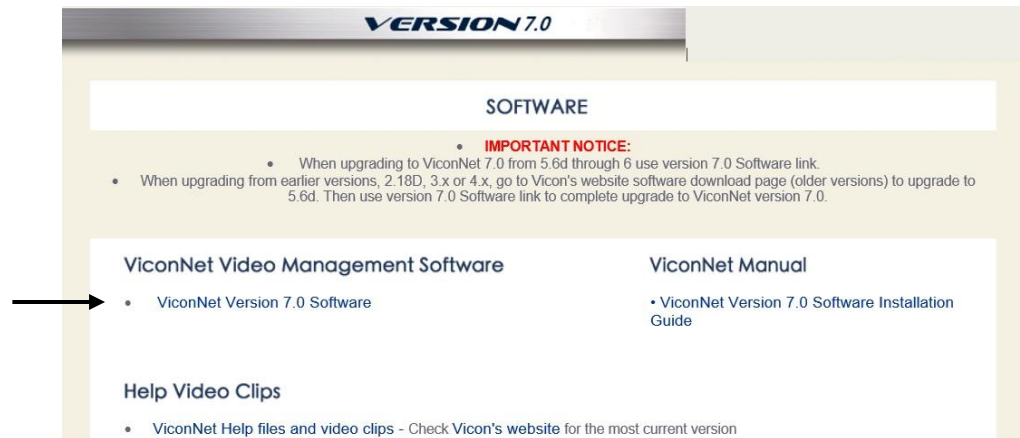 VERSION 7.0
SOFTWARE
• IMPORTANT NOTICE:
• When upgrading to ViconNet 7.0 from 5.6d through 6 use version 7.0 Software link.
• When upgrading from earlier versions, 2.18D, 3.x or 4.x, go to Vicon's website software download page (older versions) to upgrade to
5.6d. Then use version 7.0 Software link to complete upgrade to ViconNet version 7.0.
ViconNet Video Management Software
• ViconNet Version 7.0 Software
ViconNet Manual
• ViconNet Version 7.0 Software Installation
Guide
Help Video Clips
• ViconNet Help files and video clips - Check Vicon's website for the most current version